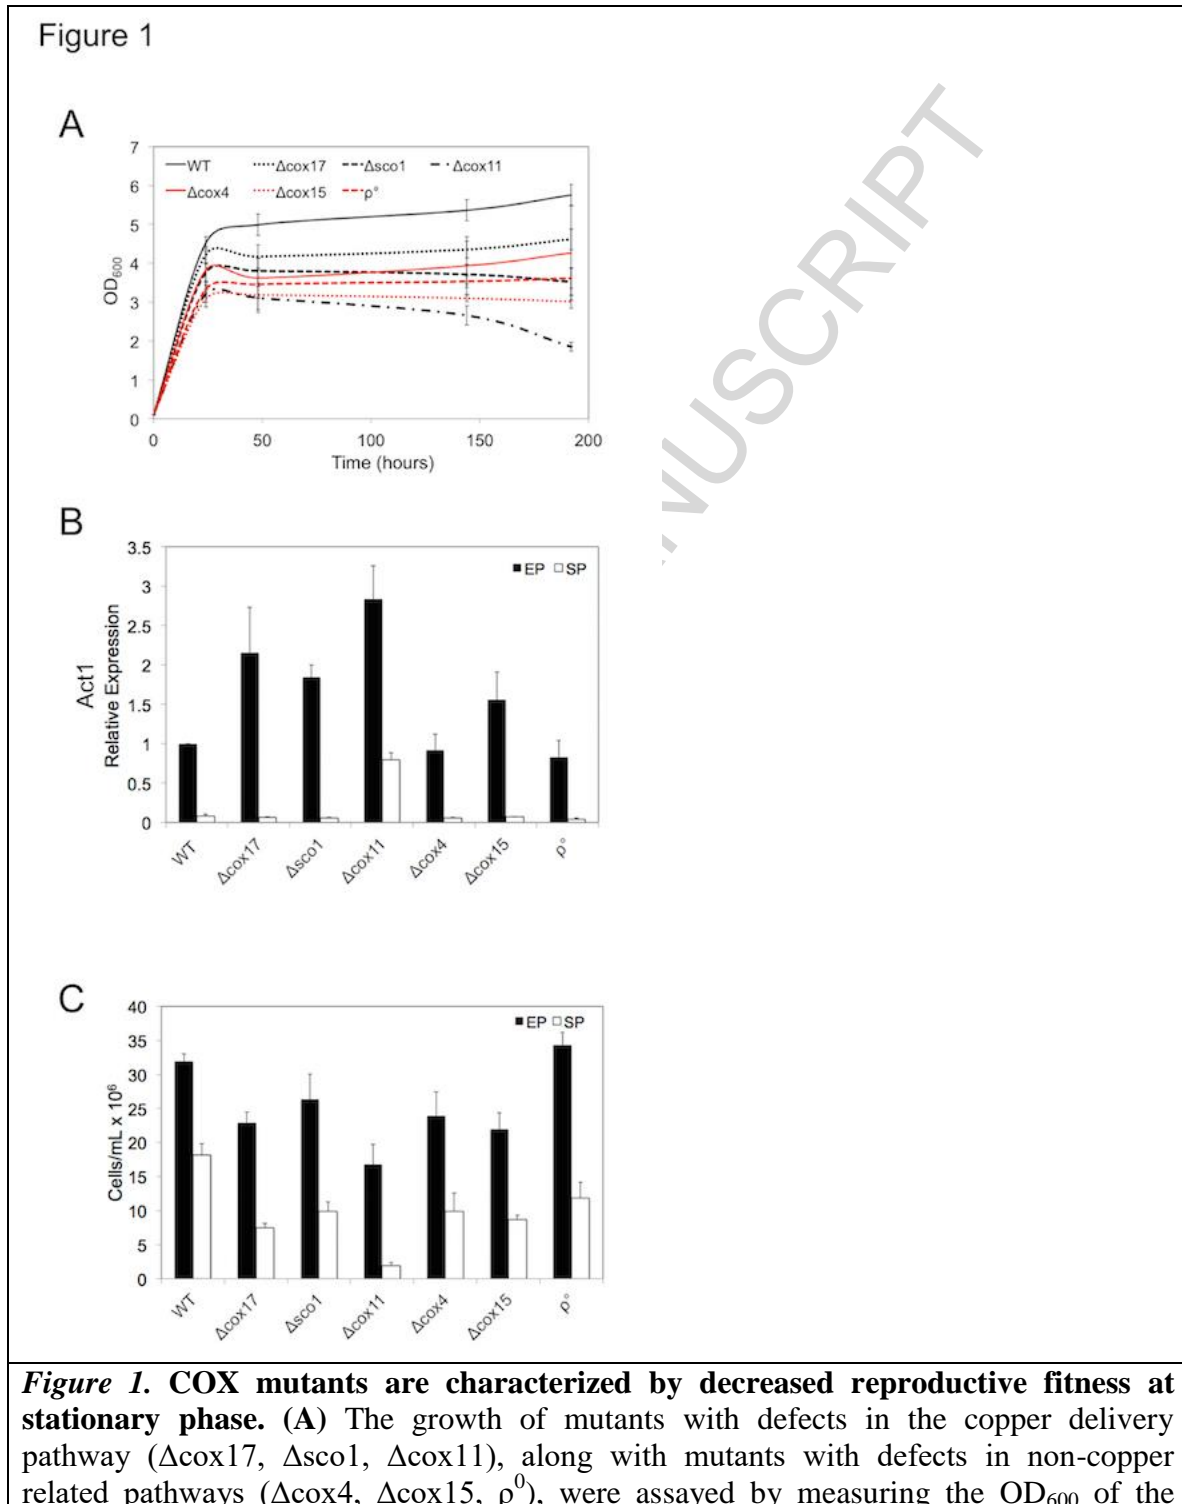 Figure 1
A
7
6
5
4
3
2
1
0
OD600
WT Δcox17 Δsco1 Δcox11
Δcox4 Δcox15 ρ°
0 50 100 150 200
Time (hours)
NUSCRIPT
B
3.5
3
2.5
2
1.5
1
0.5
0
Act1
Relative Expression
EP SP
WT Δcox17 Δsco1 Δcox11 Δcox4 Δcox15 ρ°
C
40
35
30
25
20
15
10
5
0
Cells/mL x 10⁶
EP SP
WT Δcox17 Δsco1 Δcox11 Δcox4 Δcox15 ρ°
Figure 1. COX mutants are characterized by decreased reproductive fitness at
stationary phase. (A) The growth of mutants with defects in the copper delivery
pathway (Δcox17, Δsco1, Δcox11), along with mutants with defects in non-copper
related pathways (Δcox4, Δcox15, ρ⁰), were assayed by measuring the OD600 of the